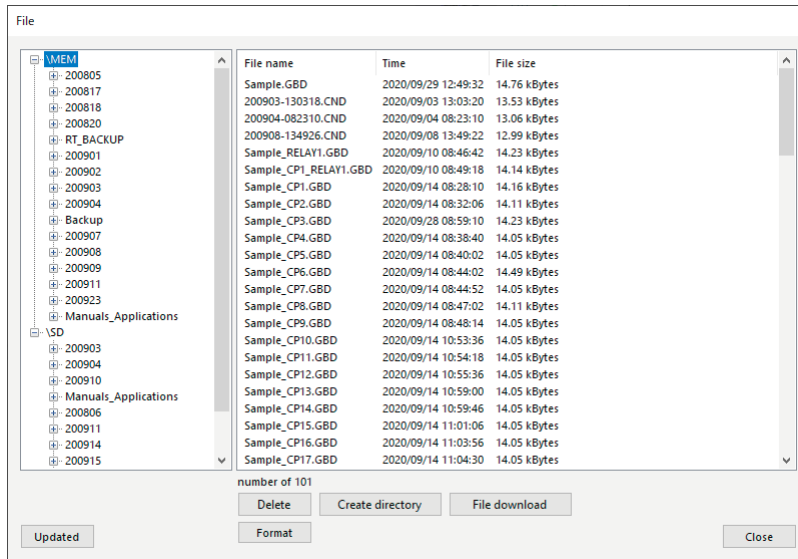 File
\MEM
200805
200817
200818
200820
RT_BACKUP
200901
200902
200903
200904
Backup
200907
200908
200909
200911
200923
Manuals_Applications
\SD
200903
200904
200910
Manuals_Applications
200806
200911
200914
200915
File name Time File size
Sample.GBD 2020/09/29 12:49:32 14.76 kBytes
200903-130318.CND 2020/09/03 13:03:20 13.53 kBytes
200904-082310.CND 2020/09/04 08:23:10 13.06 kBytes
200908-134926.CND 2020/09/08 13:49:22 12.99 kBytes
Sample_RELAY1.GBD 2020/09/10 08:46:42 14.23 kBytes
Sample_CP1_RELAY1.GBD 2020/09/10 08:49:18 14.14 kBytes
Sample_CP1.GBD 2020/09/14 08:28:10 14.16 kBytes
Sample_CP2.GBD 2020/09/14 08:32:06 14.11 kBytes
Sample_CP3.GBD 2020/09/28 08:59:10 14.23 kBytes
Sample_CP4.GBD 2020/09/14 08:38:40 14.05 kBytes
Sample_CP5.GBD 2020/09/14 08:40:02 14.05 kBytes
Sample_CP6.GBD 2020/09/14 08:44:02 14.49 kBytes
Sample_CP7.GBD 2020/09/14 08:44:52 14.05 kBytes
Sample_CP8.GBD 2020/09/14 08:47:02 14.11 kBytes
Sample_CP9.GBD 2020/09/14 08:48:14 14.05 kBytes
Sample_CP10.GBD 2020/09/14 10:53:36 14.05 kBytes
Sample_CP11.GBD 2020/09/14 10:54:18 14.05 kBytes
Sample_CP12.GBD 2020/09/14 10:55:36 14.05 kBytes
Sample_CP13.GBD 2020/09/14 10:59:00 14.05 kBytes
Sample_CP14.GBD 2020/09/14 10:59:46 14.05 kBytes
Sample_CP15.GBD 2020/09/14 11:01:06 14.05 kBytes
Sample_CP16.GBD 2020/09/14 11:03:56 14.05 kBytes
Sample_CP17.GBD 2020/09/14 11:04:30 14.05 kBytes
number of 101
Delete Create directory File download
Updated Format Close